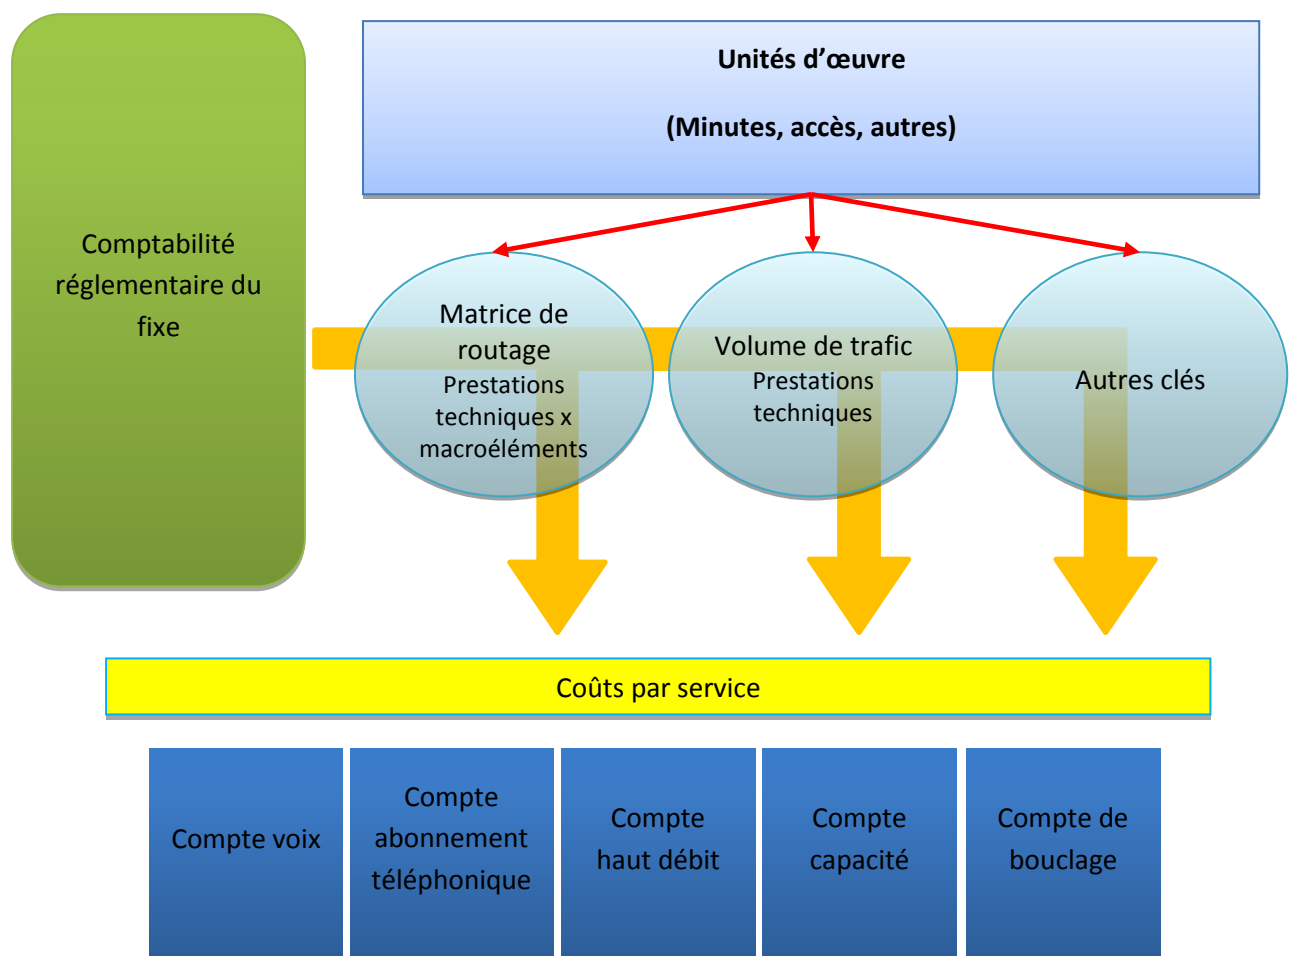 Unités d’œuvre
(Minutes, accès, autres)
Comptabilité
réglementaire du
fixe
Matrice de
routage
Prestations
techniques x
macroéléments
Volume de trafic
Prestations
techniques
Autres clés
Coûts par service
Compte voix
Compte
abonnement
téléphonique
Compte
haut débit
Compte
capacité
Compte de
bouclage